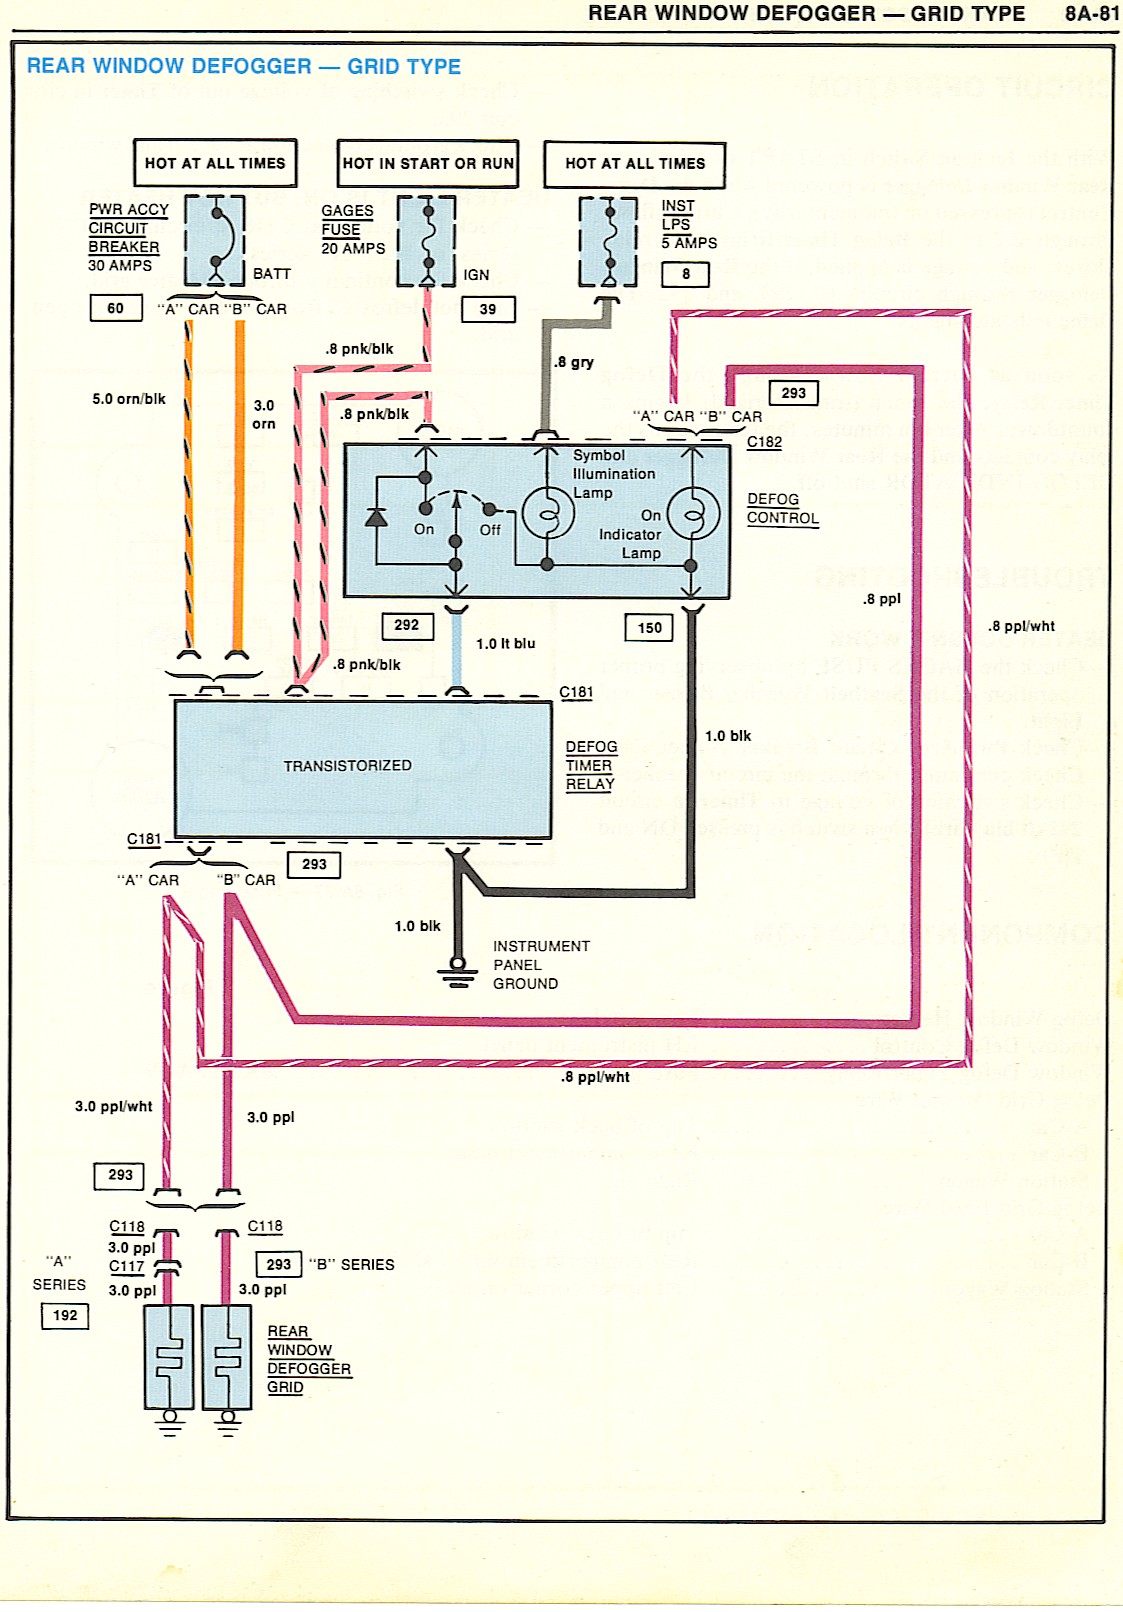 REAR WINDOW DEFOGGER — GRID TYPE 8A-81
REAR WINDOW DEFOGGER — GRID TYPE
HOT AT ALL TIMES
HOT IN START OR RUN
HOT AT ALL TIMES
PWR ACCY
CIRCUIT
BREAKER
30 AMPS
BATT
GAGES
FUSE
20 AMPS
IGN
INST
LPS
5 AMPS
8
60
"A" CAR "B" CAR
39
.8 pnk/blk
.8 gry
5.0 orn/blk
3.0
orn
.8 pnk/blk
293
"A" CAR "B" CAR
C182
Symbol
Illumination
Lamp
On
Off
On
Indicator
Lamp
DEFOG
CONTROL
.8 ppl
.8 ppl/wht
292
1.0 lt blu
150
.8 pnk/blk
C181
1.0 blk
TRANSISTORIZED
DEFOG
TIMER
RELAY
C181
293
"A" CAR
"B" CAR
1.0 blk
INSTRUMENT
PANEL
GROUND
.8 ppl/wht
3.0 ppl/wht
3.0 ppl
293
C118
C118
3.0 ppl
C117
3.0 ppl
"A"
SERIES
192
293 "B" SERIES
3.0 ppl
REAR
WINDOW
DEFOGGER
GRID